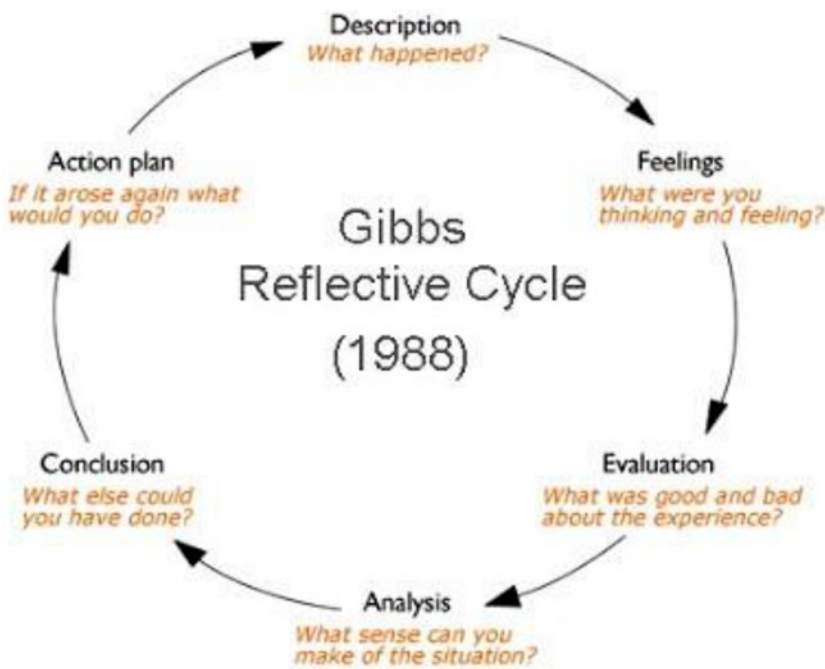 Description
What happened?
Feelings
What were you
thinking and feeling?
Evaluation
What was good and bad
about the experience?
Analysis
What sense can you
make of the situation?
Conclusion
What else could
you have done?
Action plan
If it arose again what
would you do?
Gibbs
Reflective Cycle
(1988)